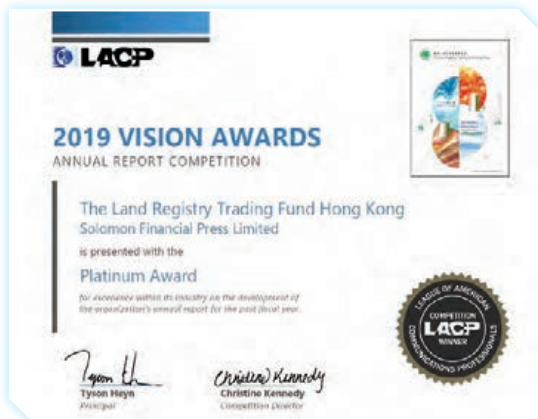 LACP
2019 VISION AWARDS
ANNUAL REPORT COMPETITION
The Land Registry Trading Fund Hong Kong
Solomon Financial Press Limited
is presented with the
Platinum Award
for excellence within its industry on the development of
the organization's annual report for the past fiscal year.
Tyson Heyn
Principal
Christine Kennedy
Christine Kennedy
Competition Director
LEAGUE OF AMERICAN
COMPETITION
LACP
WINNER
COMMUNICATIONS PROFESSIONALS